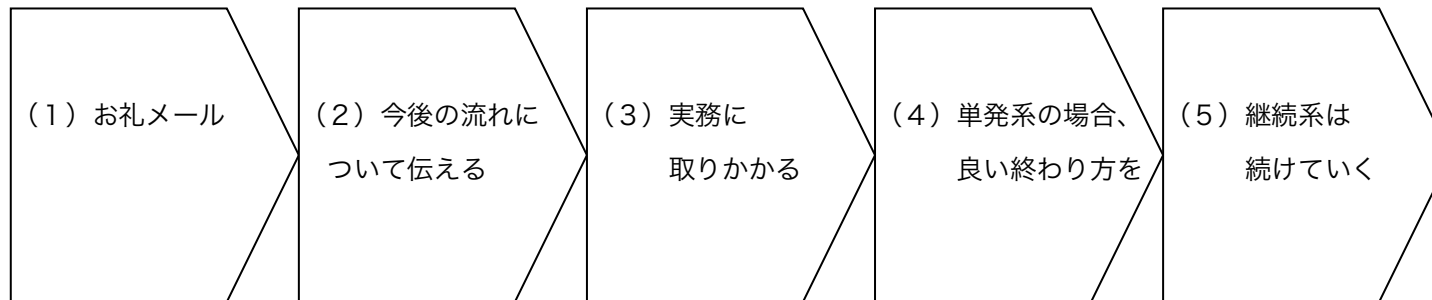 （１）お礼メール
（２）今後の流れに
ついて伝える
（３）実務に
取りかかる
（４）単発系の場合、
良い終わり方を
（５）継続系は
続けていく